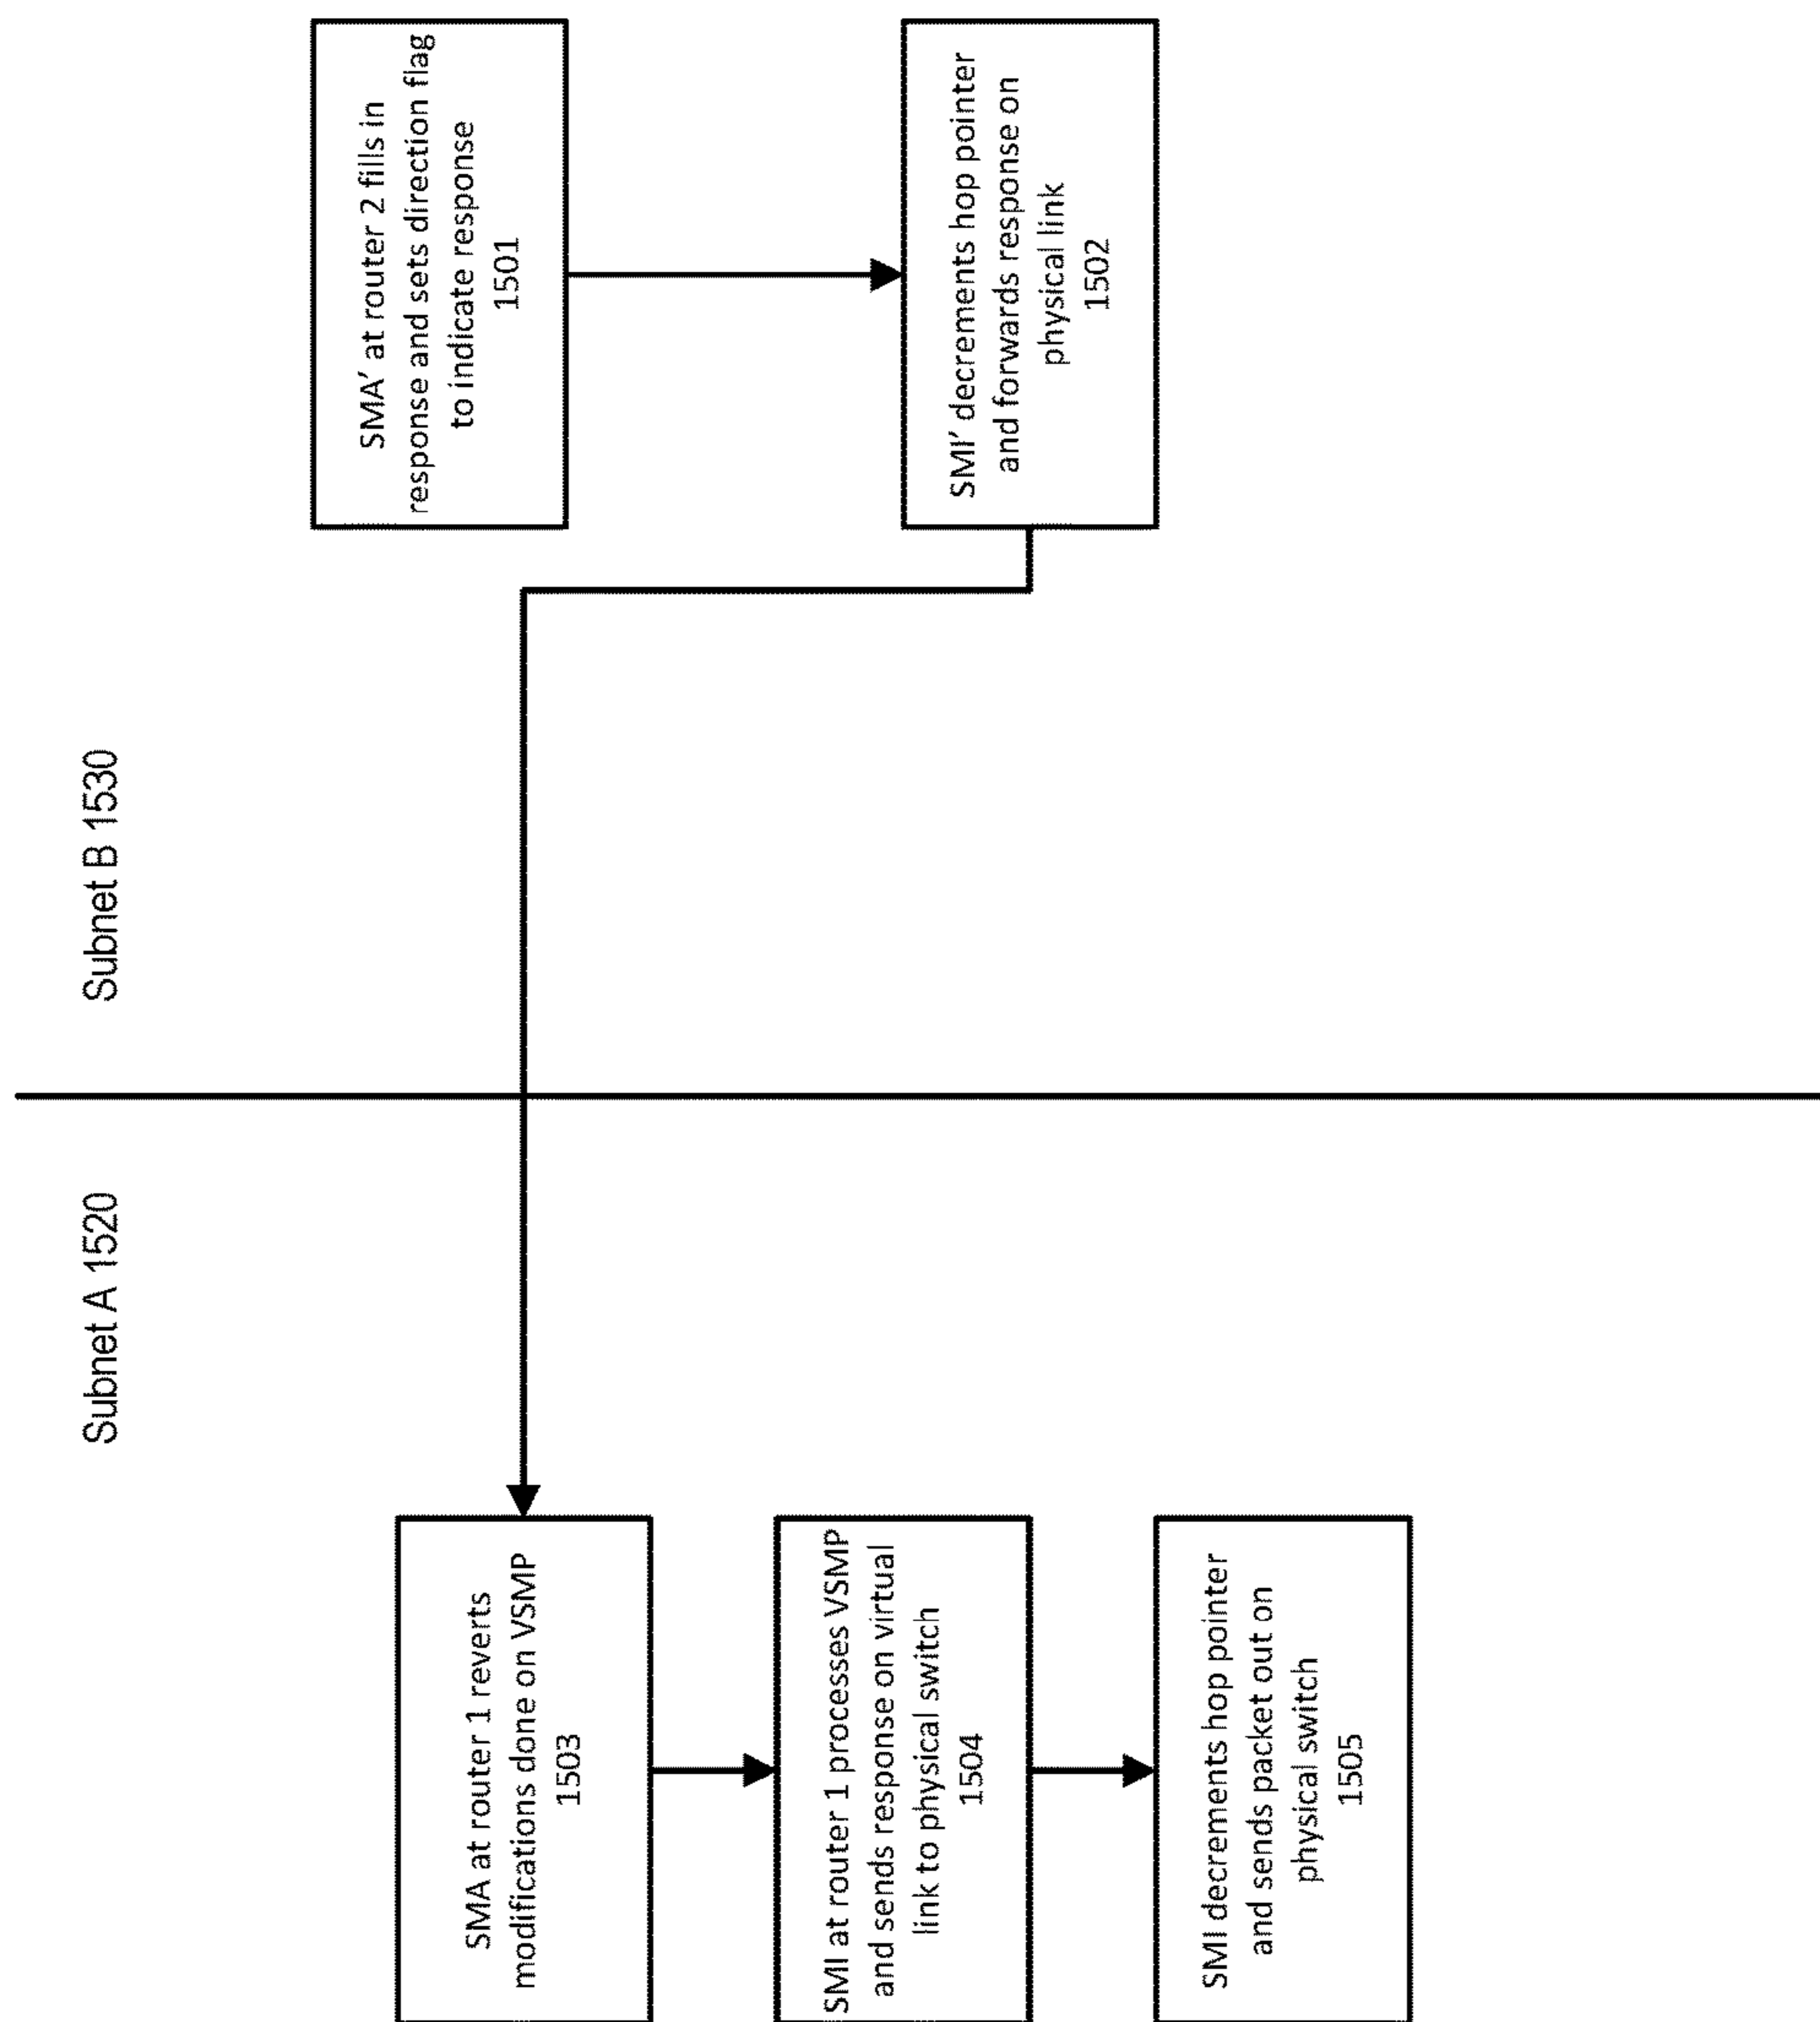 Subnet A 1520
Subnet B 1530
SMA' at router 2 fills in
response and sets direction flag
to indicate response
1501
SMI' decrements hop pointer
and forwards response on
physical link
1502
SMA at router 1 reverts
modifications done on VSMP
1503
SMI at router 1 processes VSMP
and sends response on virtual
link to physical switch
1504
SMI decrements hop pointer
and sends packet out on
physical switch
1505